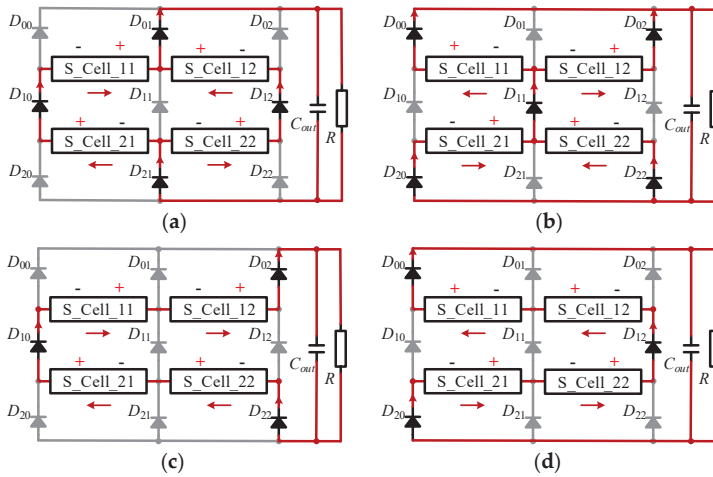 D00 D01 D02
- + + -
S_Cell_11 S_Cell_12
D10 D11 D12
+ - - +
S_Cell_21 S_Cell_22
Cout R
D20 D21 D22
(a)
D00 D01 D02
+ - - +
S_Cell_11 S_Cell_12
D10 D11 D12
- + + -
S_Cell_21 S_Cell_22
Cout R
D20 D21 D22
(b)
D00 D01 D02
- + - +
S_Cell_11 S_Cell_12
D10 D11 D12
+ - + -
S_Cell_21 S_Cell_22
Cout R
D20 D21 D22
(c)
D00 D01 D02
+ - + -
S_Cell_11 S_Cell_12
D10 D11 D12
- + - +
S_Cell_21 S_Cell_22
Cout R
D20 D21 D22
(d)